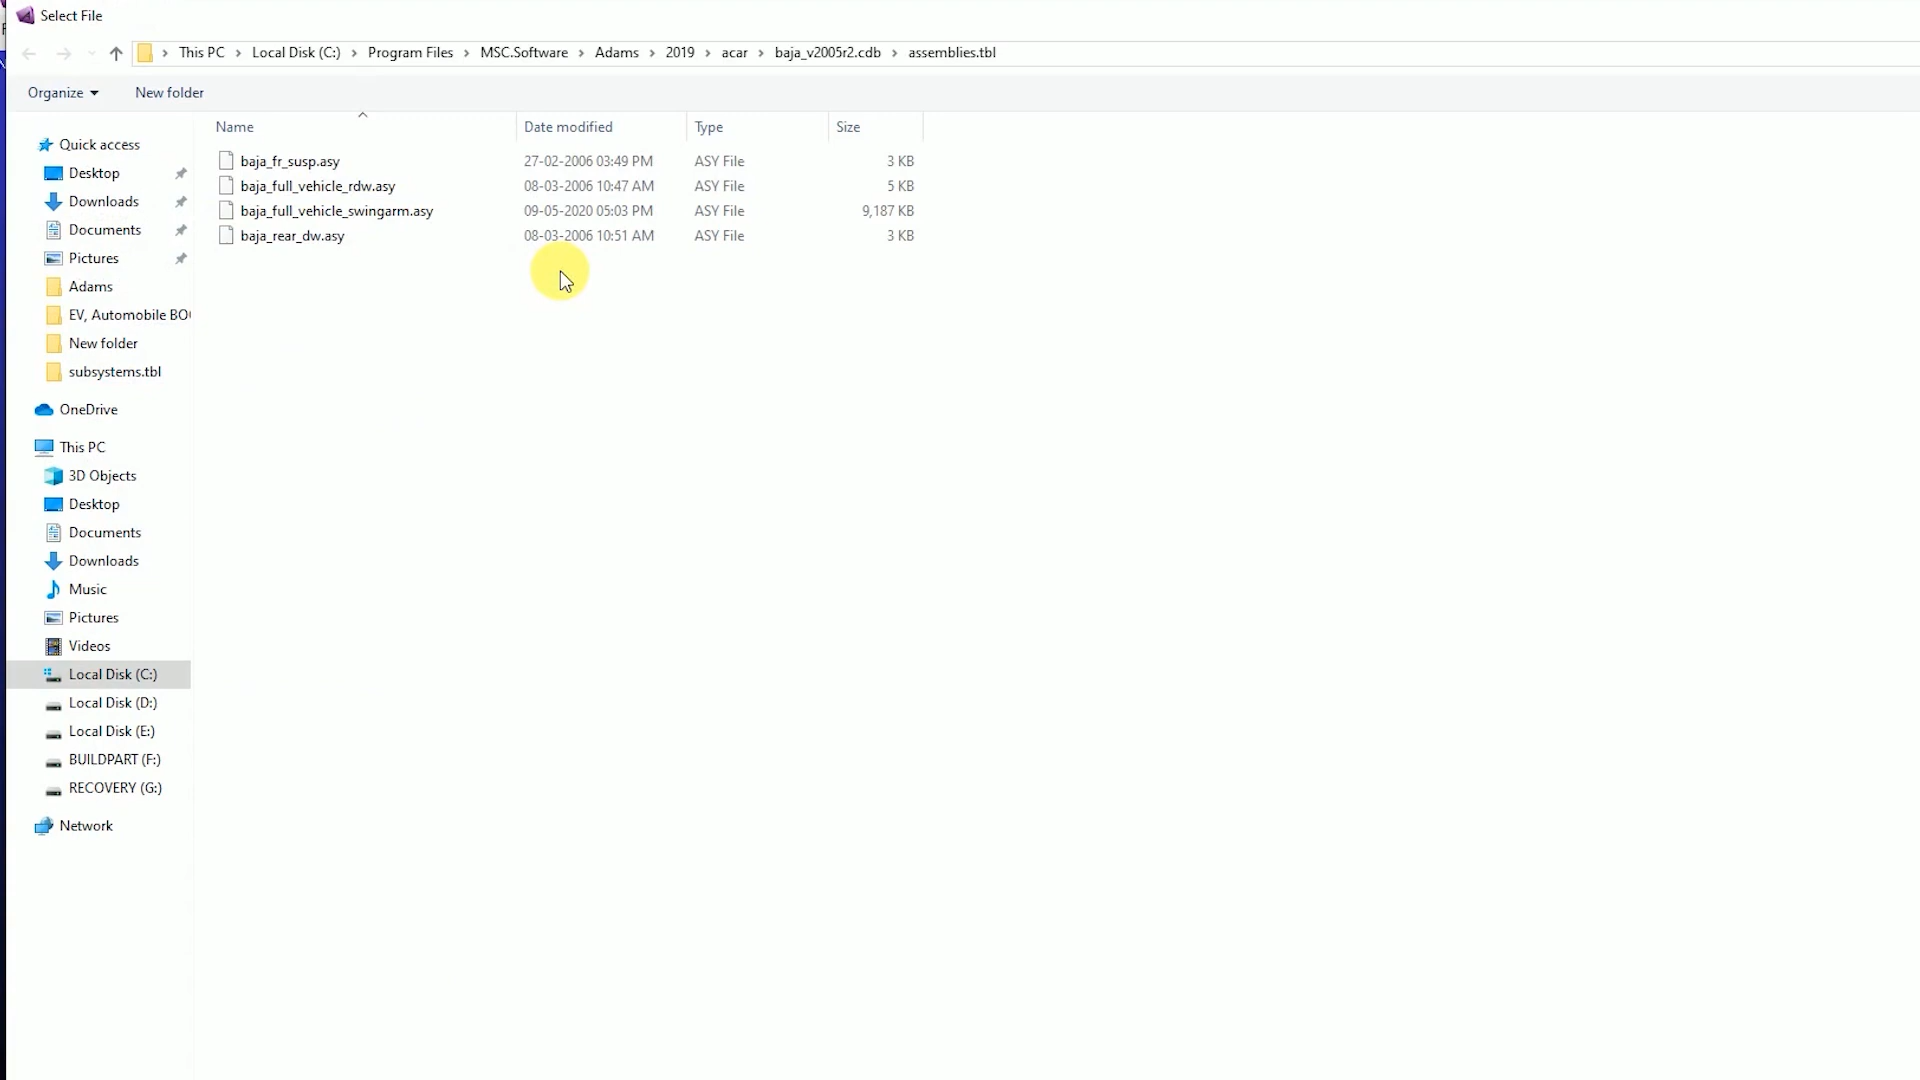 Select File
This PC > Local Disk (C:) > Program Files > MSC.Software > Adams > 2019 > acar > baja_v2005r2.cdb > assemblies.tbl
Organize New folder
Name Date modified Type Size
baja_fr_susp.asy 27-02-2006 03:49 PM ASY File 3 KB
baja_full_vehicle_rdw.asy 08-03-2006 10:47 AM ASY File 5 KB
baja_full_vehicle_swingarm.asy 09-05-2020 05:03 PM ASY File 9,187 KB
baja_rear_dw.asy 08-03-2006 10:51 AM ASY File 3 KB
Quick access
Desktop
Downloads
Documents
Pictures
Adams
EV, Automobile BO
New folder
subsystems.tbl
OneDrive
This PC
3D Objects
Desktop
Documents
Downloads
Music
Pictures
Videos
Local Disk (C:)
Local Disk (D:)
Local Disk (E:)
BUILDPART (F:)
RECOVERY (G:)
Network